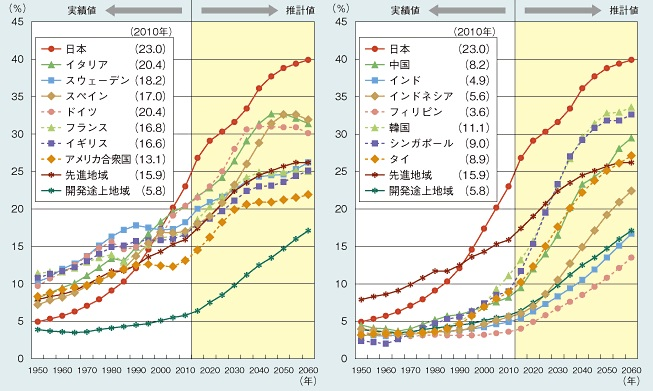 (%) 実績値 推計値
45
40
35
30
25
20
15
10
5
0
(2010年)
日本 (23.0)
イタリア (20.4)
スウェーデン (18.2)
スペイン (17.0)
ドイツ (20.4)
フランス (16.8)
イギリス (16.6)
アメリカ合衆国 (13.1)
先進地域 (15.9)
開発途上地域 (5.8)
1950 1960 1970 1980 1990 2000 2010 2020 2030 2040 2050 2060
(年)
(%) 実績値 推計値
45
40
35
30
25
20
15
10
5
0
(2010年)
日本 (23.0)
中国 (8.2)
インド (4.9)
インドネシア (5.6)
フィリピン (3.6)
韓国 (11.1)
シンガポール (9.0)
タイ (8.9)
先進地域 (15.9)
開発途上地域 (5.8)
1950 1960 1970 1980 1990 2000 2010 2020 2030 2040 2050 2060
(年)